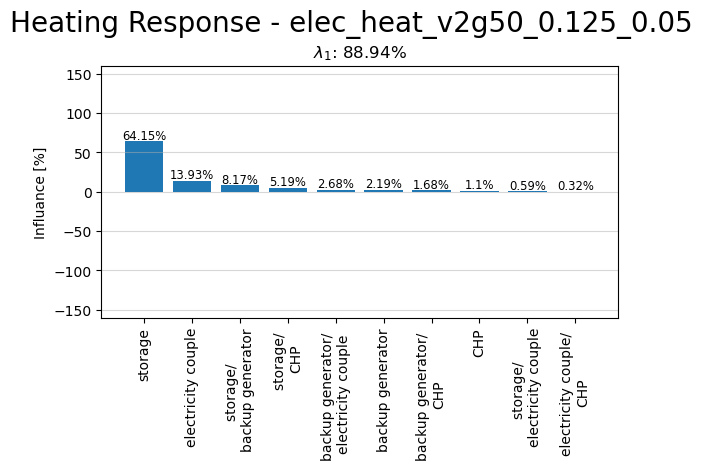 Heating Response - elec_heat_v2g50_0.125_0.05
λ1: 88.94%
Influance [%]
150
100
50
0
−50
−100
−150
64.15%
13.93%
8.17%
5.19%
2.68%
2.19%
1.68%
1.1%
0.59%
0.32%
storage
electricity couple
storage/
backup generator
storage/
CHP
backup generator/
electricity couple
backup generator
backup generator/
CHP
CHP
storage/
electricity couple
electricity couple/
CHP